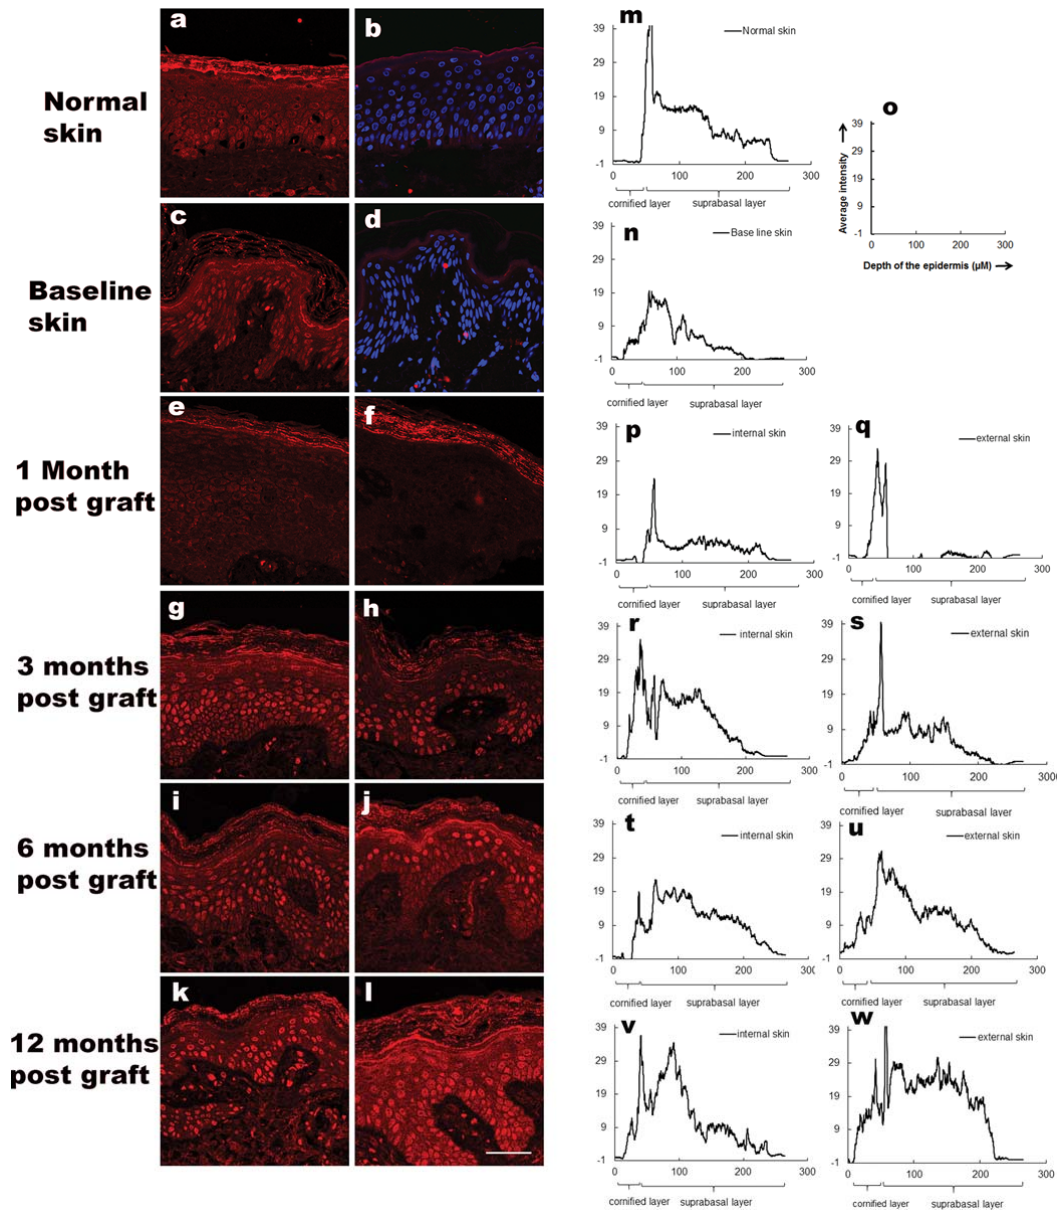 a
b
Normal
skin
c
d
Baseline
skin
e
f
1 Month
post graft
g
h
3 months
post graft
i
j
6 months
post graft
k
l
12 months
post graft
m
Normal skin
39
29
19
9
-1
0 100 200 300
cornified layer suprabasal layer
o
39
29
19
9
-1
Average intensity
0 100 200 300
Depth of the epidermis (µM)
n
Base line skin
39
29
19
9
-1
0 100 200 300
cornified layer suprabasal layer
p
internal skin
39
29
19
9
-1
0 100 200 300
cornified layer suprabasal layer
q
external skin
39
29
19
9
-1
0 100 200 300
cornified layer suprabasal layer
r
internal skin
39
29
19
9
-1
0 100 200 300
cornified layer suprabasal layer
s
external skin
39
29
19
9
-1
0 100 200 300
cornified layer suprabasal layer
t
internal skin
39
29
19
9
-1
0 100 200 300
cornified layer suprabasal layer
u
external skin
39
29
19
9
-1
0 100 200 300
cornified layer suprabasal layer
v
internal skin
39
29
19
9
-1
0 100 200 300
cornified layer suprabasal layer
w
external skin
39
29
19
9
-1
0 100 200 300
cornified layer suprabasal layer